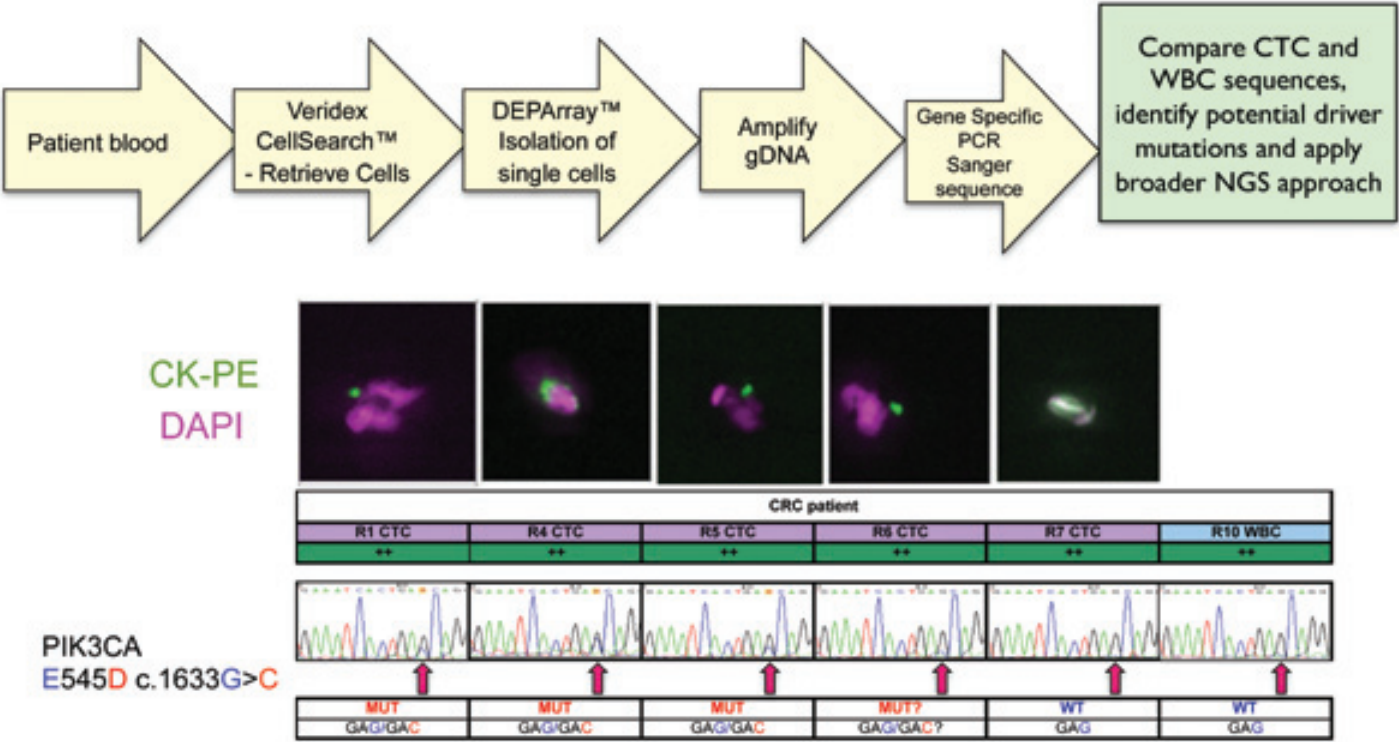 Patient blood
Veridex
CellSearch™
- Retrieve Cells
DEPArray™
Isolation of
single cells
Amplify
gDNA
Gene Specific
PCR
Sanger
sequence
Compare CTC and
WBC sequences,
identify potential driver
mutations and apply
broader NGS approach
CK-PE
DAPI
CRC patient
R1 CTC R4 CTC R5 CTC R6 CTC R7 CTC R10 WBC
++ ++ ++ ++ ++ ++
PIK3CA
E545D c.1633G>C
MUT MUT MUT MUT? WT WT
GAG/GAC GAG/GAC GAG/GAC GAG/GAC? GAG GAG